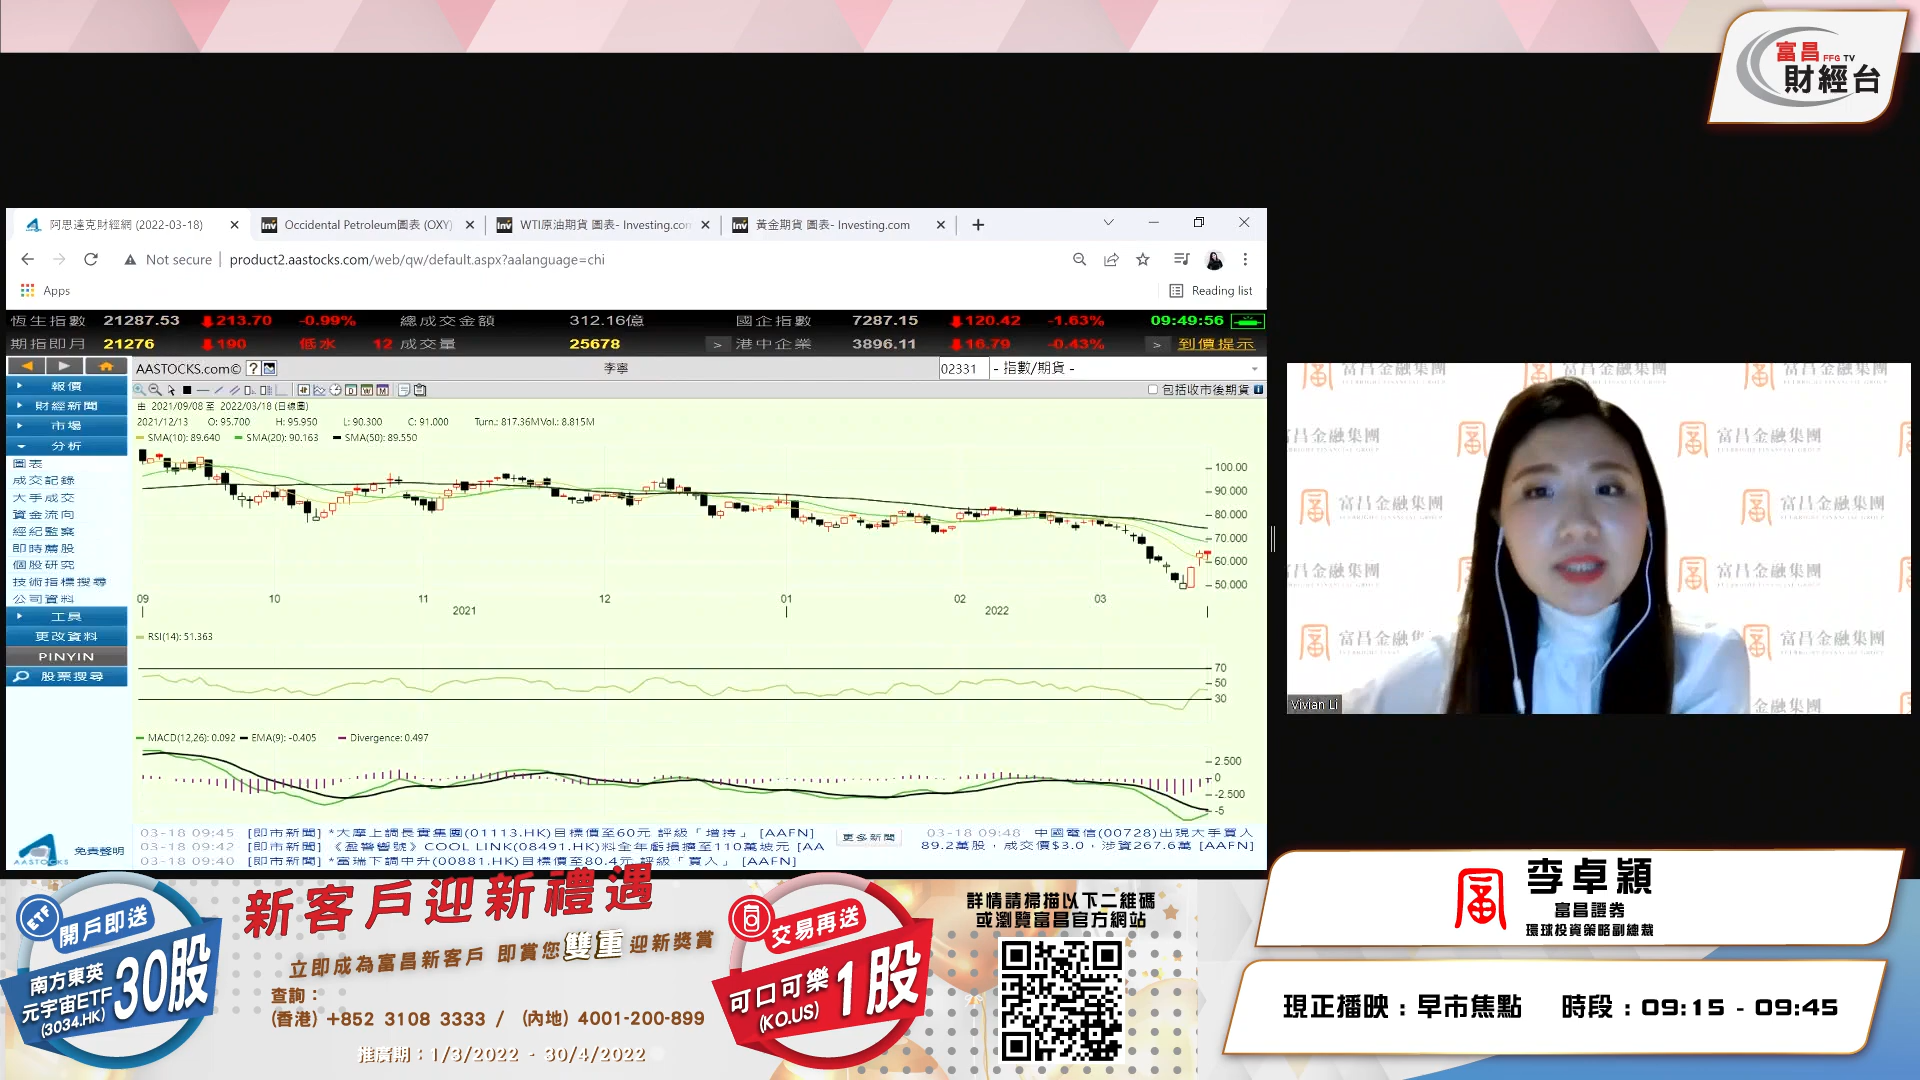 富昌 FFG TV
財經台
阿思達克財經網 (2022-03-18)
Occidental Petroleum圖表 (OXY)
WTI原油期貨 圖表- Investing.com
黃金期貨 圖表- Investing.com
Not secure
product2.aastocks.com/web/qw/default.aspx?aalanguage=chi
Apps
Reading list
恆生指數 21287.53 213.70 -0.99% 總成交金額 312.16億 國企指數 7287.15 120.42 -1.63% 09:49:56
期指即月 21276 190 低水 12 成交量 25678 > 港中企業 3896.11 16.79 -0.43% > 到價提示
AASTOCKS.com© ? 李寧 02331 - 指數/期貨 -
包括收市後期貨
報價
財經新聞
市場
分析
圖表
成交記錄
大手成交
資金流向
經紀監察
即時薦股
個股研究
技術指標搜尋
公司資料
工具
更改資料
PINYIN
股票搜尋
AASTOCKS
免責聲明
由 2021/09/08 至 2022/03/18 (日線圖)
2021/12/13 O: 95.700 H: 95.950 L: 90.300 C: 91.000 Turn.: 817.36MVol.: 8.815M
SMA(10): 89.640 SMA(20): 90.163 SMA(50): 89.550
100.00
90.000
80.000
70.000
60.000
50.000
09 10 11 12 01 02 03
2021 2022
RSI(14): 51.363
70
50
30
MACD(12,26): 0.092 EMA(9): -0.405 Divergence: 0.497
2.500
0
-2.500
-5
03-18 09:45 [即市新聞] *大摩上調長實集團(01113.HK)目標價至60元 評級「增持」 [AAFN]
03-18 09:42 [即市新聞] 《盈警響號》COOL LINK(08491.HK)料全年虧損擴至110萬坡元 [AA
03-18 09:40 [即市新聞] *富瑞下調中升(00881.HK)目標價至80.4元 評級「買入」 [AAFN]
更多新聞
03-18 09:48 中國電信(00728)出現大手買入
89.2萬股，成交價$3.0，涉資267.6萬 [AAFN]
富昌金融集團
Vivian Li
ETF
開戶即送
南方東英
元宇宙ETF
(3034.HK)
30股
新客戶迎新禮遇
立即成為富昌新客戶 即賞您雙重迎新獎賞
查詢：
(香港) +852 3108 3333 / (內地) 4001-200-899
推廣期：1/3/2022 - 30/4/2022
交易再送
可口可樂
(KO.US)
1股
詳情請掃描以下二維碼
或瀏覽富昌官方網站
李卓穎
富昌證券
環球投資策略副總裁
現正播映：早市焦點 時段：09:15 - 09:45